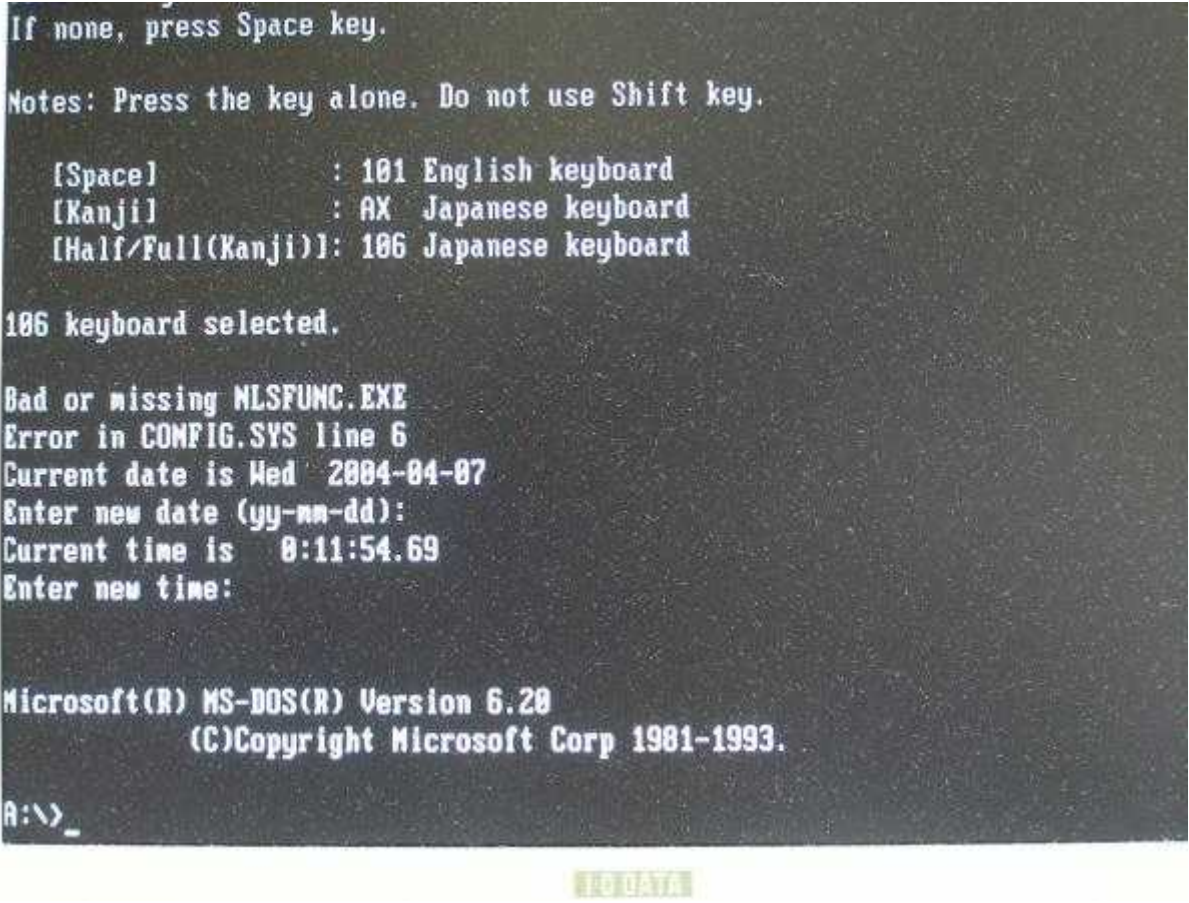 If none, press Space key.
Notes: Press the key alone. Do not use Shift key.
[Space] : 101 English keyboard
[Kanji] : AX Japanese keyboard
[Half/Full(Kanji)]: 106 Japanese keyboard
106 keyboard selected.
Bad or missing NLSFUNC.EXE
Error in CONFIG.SYS line 6
Current date is Wed 2004-04-07
Enter new date (yy-mm-dd):
Current time is 0:11:54.69
Enter new time:
Microsoft(R) MS-DOS(R) Version 6.20
(C)Copyright Microsoft Corp 1981-1993.
A:\>_
I-O DATA